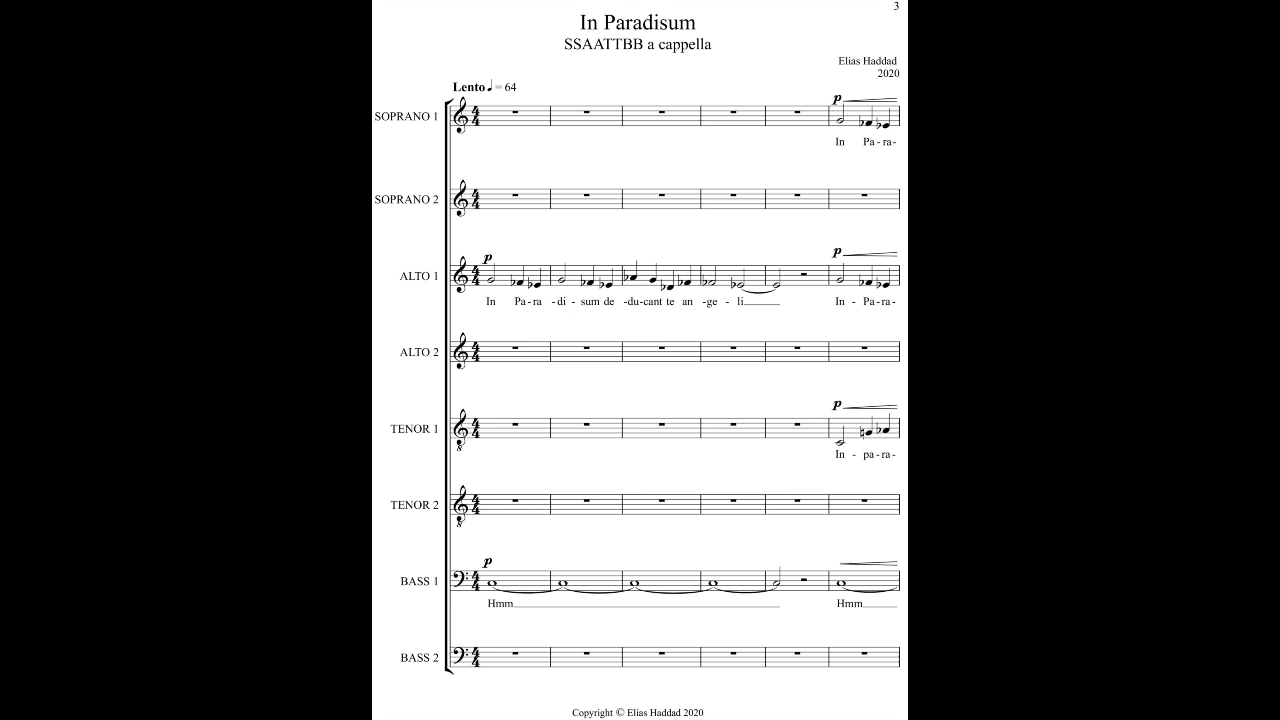 3
In Paradisum
SSAATTBB a cappella
Elias Haddad
2020
Lento ♩ = 64
p
SOPRANO 1
In Pa - ra -
SOPRANO 2
p p
ALTO 1
In Pa - ra - di - sum de -du-cant te an -ge - li In - Pa - ra -
ALTO 2
p
TENOR 1
In - pa - ra -
TENOR 2
p
BASS 1
Hmm Hmm
BASS 2
Copyright © Elias Haddad 2020